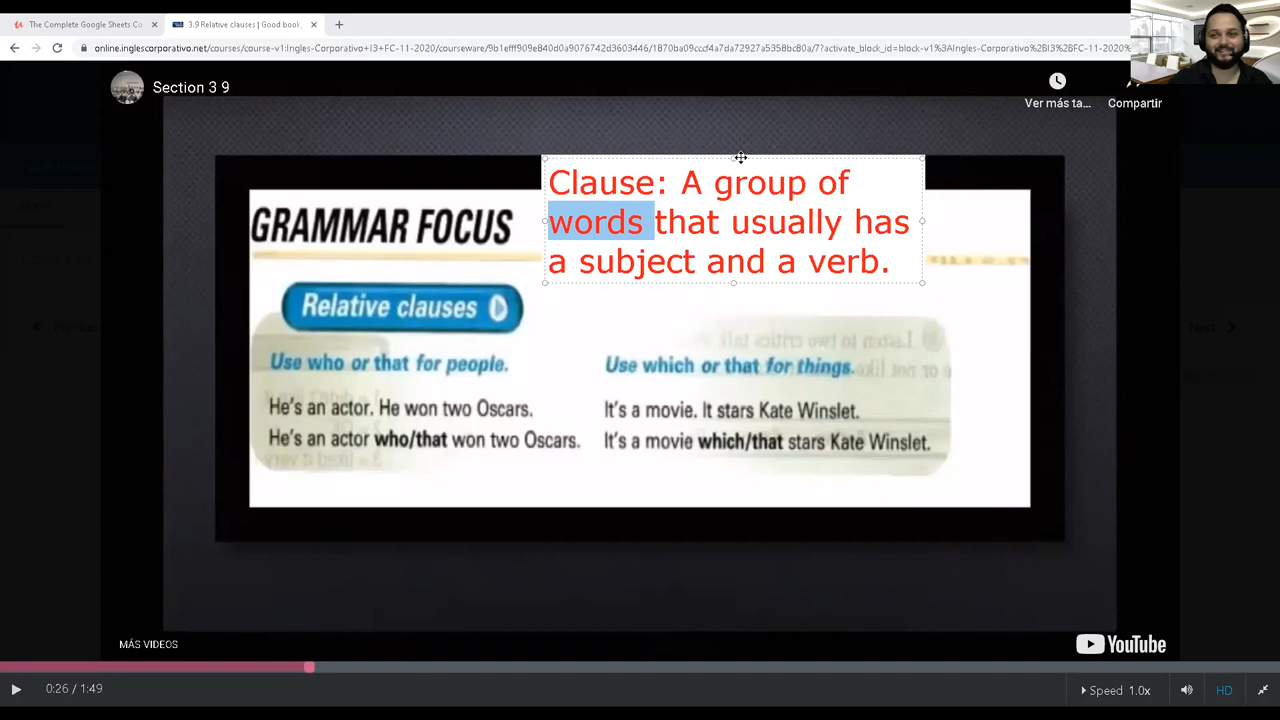 The Complete Google Sheets Co
3.9 Relative clauses | Good book,
online.inglescorporativo.net/courses/course-v1:Ingles-Corporativo+I3+FC-11-2020/courseware/9b1efff909e840d0a9076742d3603446/1870ba09cccf4a7da72927a5358bc80a/7?activate_block_id=block-v1%3AIngles-Corporativo%2BI3%2BFC-11-2020%
Section 3 9
Ver más ta...
Compartir
Clause: A group of
words that usually has
a subject and a verb.
GRAMMAR FOCUS
Relative clauses
Use who or that for people.
He's an actor. He won two Oscars.
He's an actor who/that won two Oscars.
Use which or that for things.
It's a movie. It stars Kate Winslet.
It's a movie which/that stars Kate Winslet.
Next
MÁS VIDEOS
YouTube
0:26 / 1:49
Speed 1.0x
HD